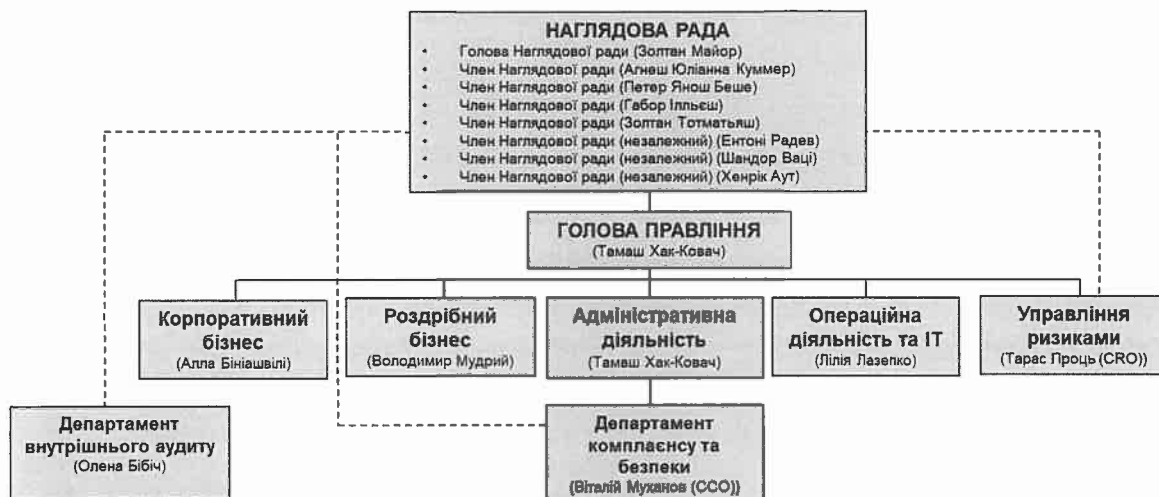 НАГЛЯДОВА РАДА
• Голова Наглядової ради (Золтан Майор)
• Член Наглядової ради (Агнеш Юліанна Куммер)
• Член Наглядової ради (Петер Янош Беше)
• Член Наглядової ради (Габор Ілльєш)
• Член Наглядової ради (Золтан Тотматьяш)
• Член Наглядової ради (незалежний) (Ентоні Радев)
• Член Наглядової ради (незалежний) (Шандор Ваці)
• Член Наглядової ради (незалежний) (Хенрік Аут)
ГОЛОВА ПРАВЛІННЯ
(Тамаш Хак-Ковач)
Корпоративний
бізнес
(Алла Бініашвілі)
Роздрібний
бізнес
(Володимир Мудрий)
Адміністративна
діяльність
(Тамаш Хак-Ковач)
Операційна
діяльність та ІТ
(Лілія Лазепко)
Управління
ризиками
(Тарас Проць (CRO))
Департамент
внутрішнього аудиту
(Олена Бібіч)
Департамент
комплаєнсу та
безпеки
(Віталій Муханов (CCO))